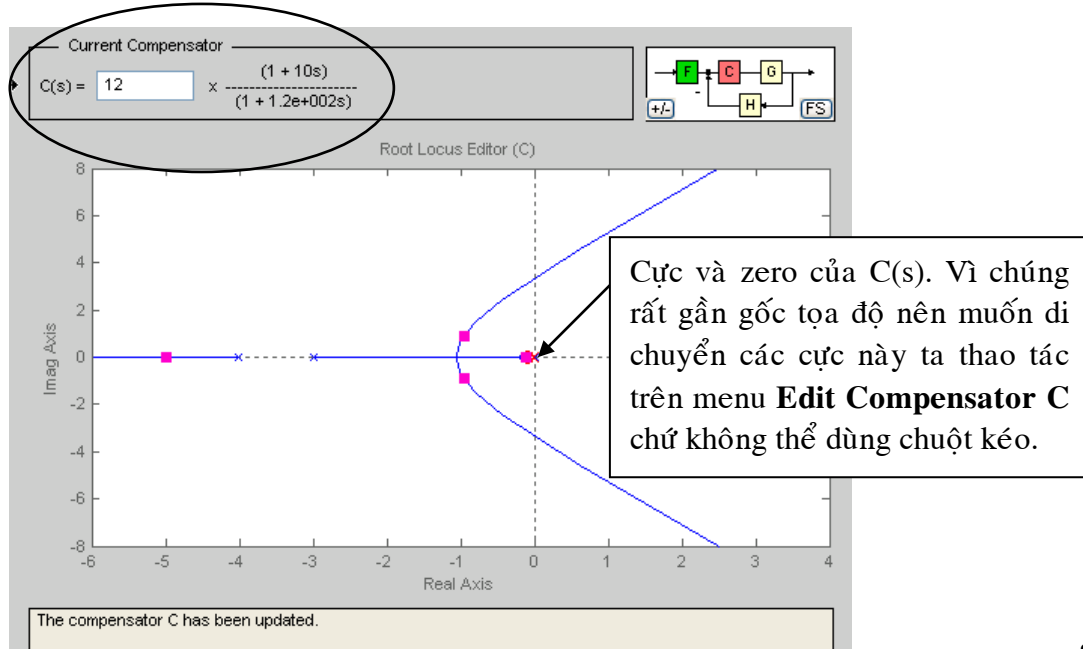 Current Compensator
C(s) =
12
x
(1 + 10s)
(1 + 1.2e+002s)
F
C
G
H
-
+/-
FS
Root Locus Editor (C)
8
6
4
2
0
-2
-4
-6
-8
Imag Axis
-6 -5 -4 -3 -2 -1 0 1 2 3 4
Real Axis
Cực và zero của C(s). Vì chúng
rất gần gốc tọa độ nên muốn di
chuyển các cực này ta thao tác
trên menu Edit Compensator C
chứ không thể dùng chuột kéo.
The compensator C has been updated.